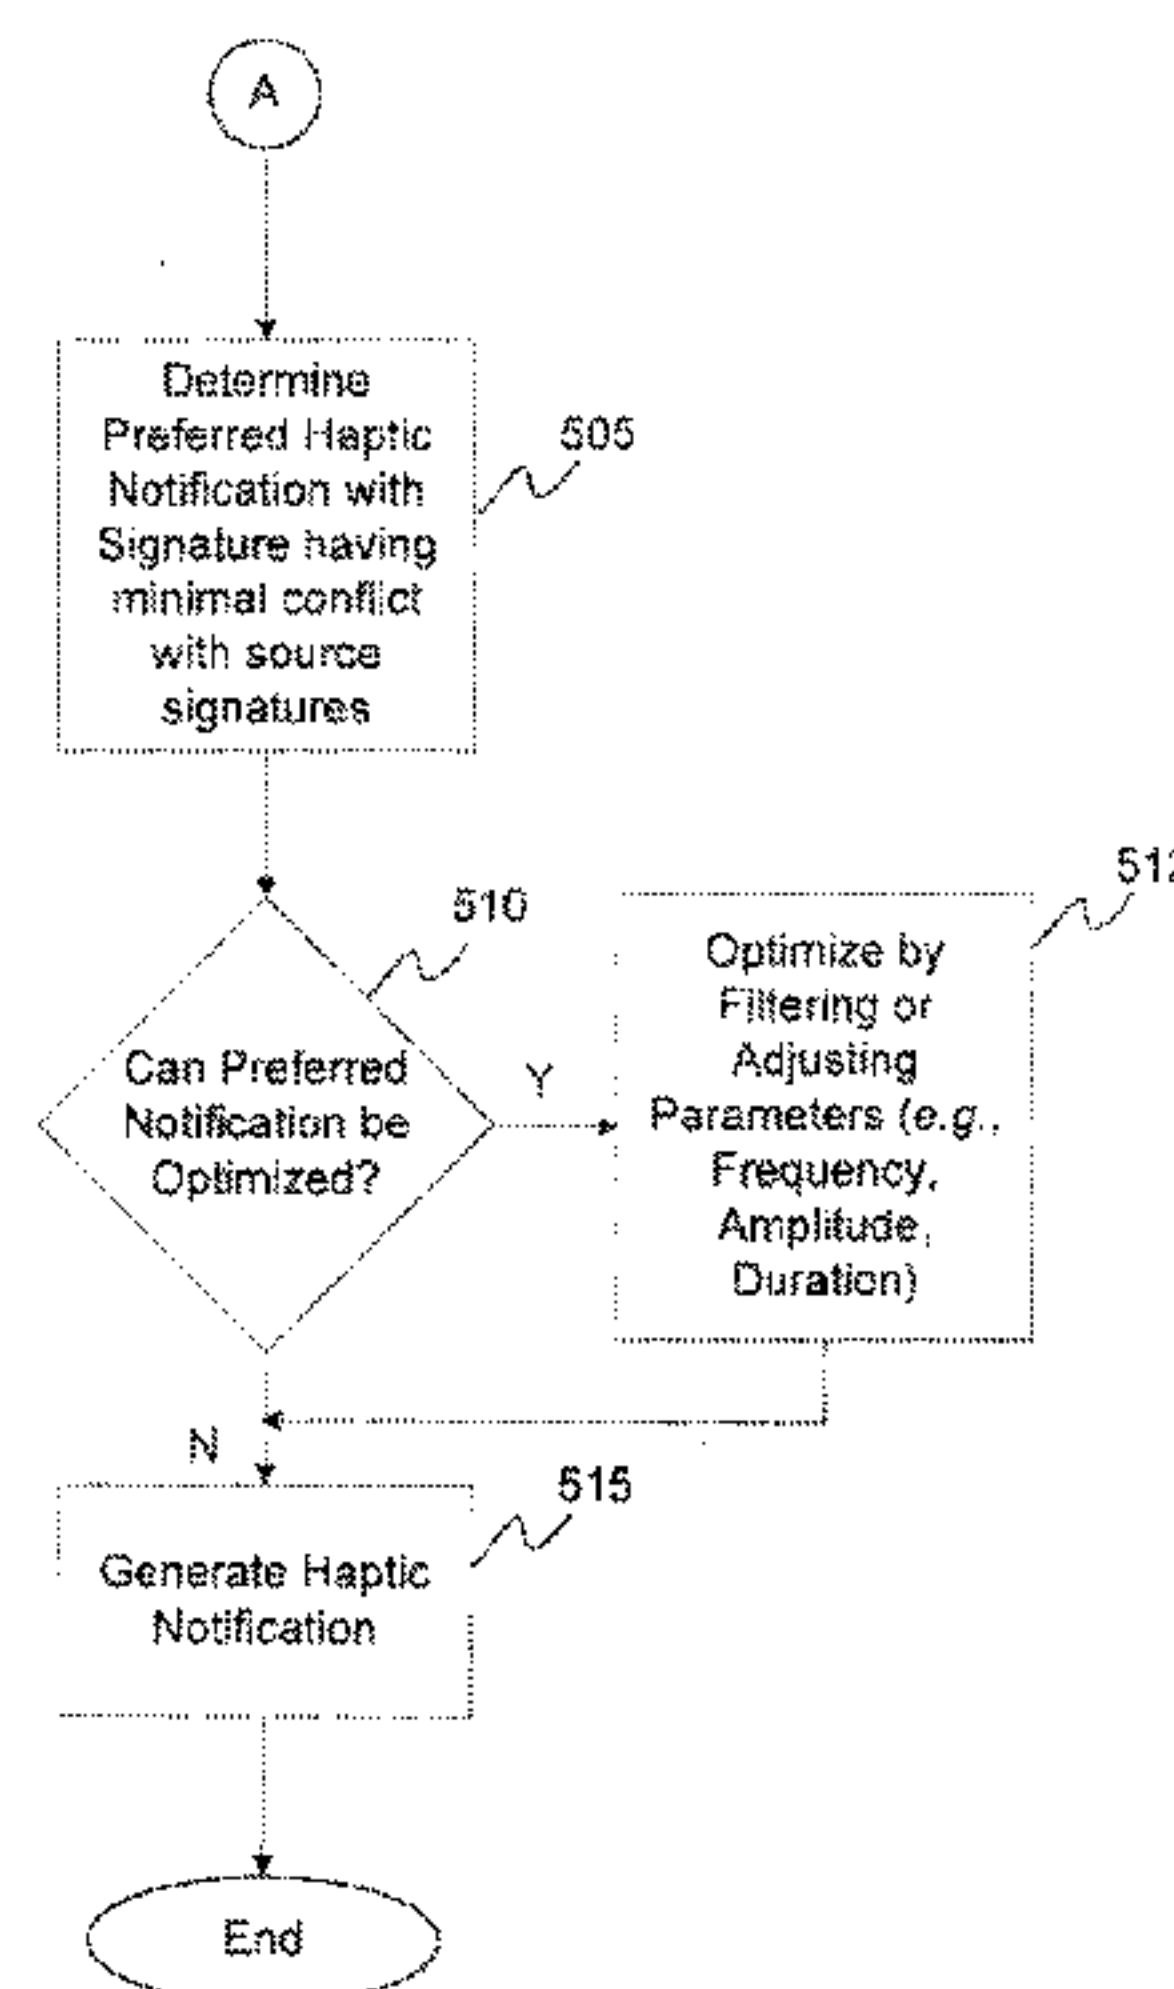 A
Determine
Preferred Haptic
Notification with
Signature having
minimal conflict
with source
signatures
505
510
Can Preferred
Notification be
Optimized?
Y
N
512
Optimize by
Filtering or
Adjusting
Parameters (e.g.,
Frequency,
Amplitude,
Duration)
515
Generate Haptic
Notification
End